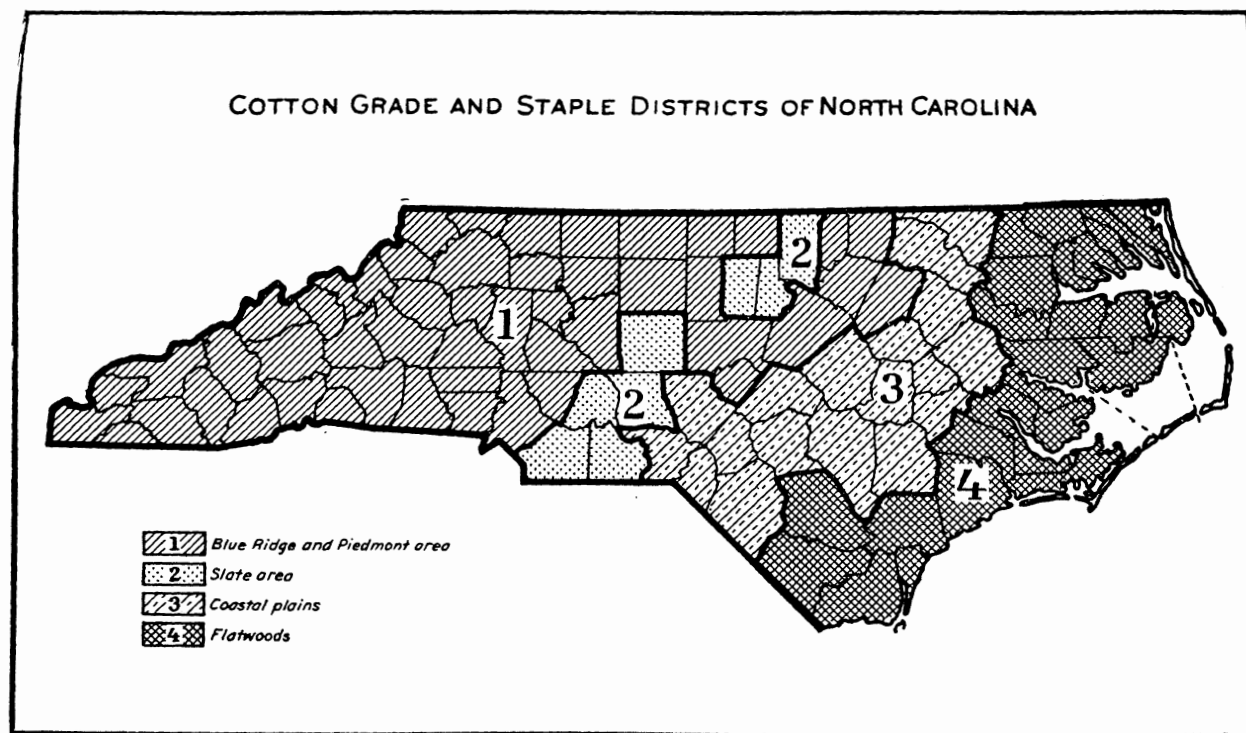 COTTON GRADE AND STAPLE DISTRICTS OF NORTH CAROLINA
2
1
3
2
4
1 Blue Ridge and Piedmont area
2 Slate area
3 Coastal plains
4 Flatwoods